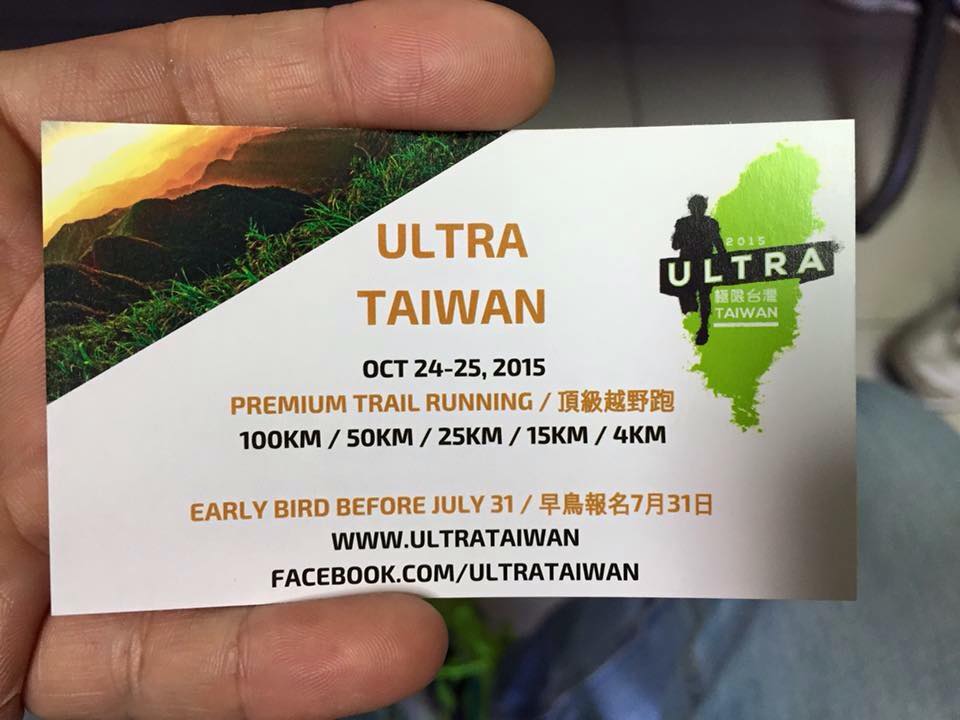 ULTRA
TAIWAN
OCT 24-25, 2015
PREMIUM TRAIL RUNNING / 頂級越野跑
100KM / 50KM / 25KM / 15KM / 4KM
EARLY BIRD BEFORE JULY 31 / 早鳥報名7月31日
WWW.ULTRATAIWAN
FACEBOOK.COM/ULTRATAIWAN
2015
ULTRA
極限台灣
TAIWAN